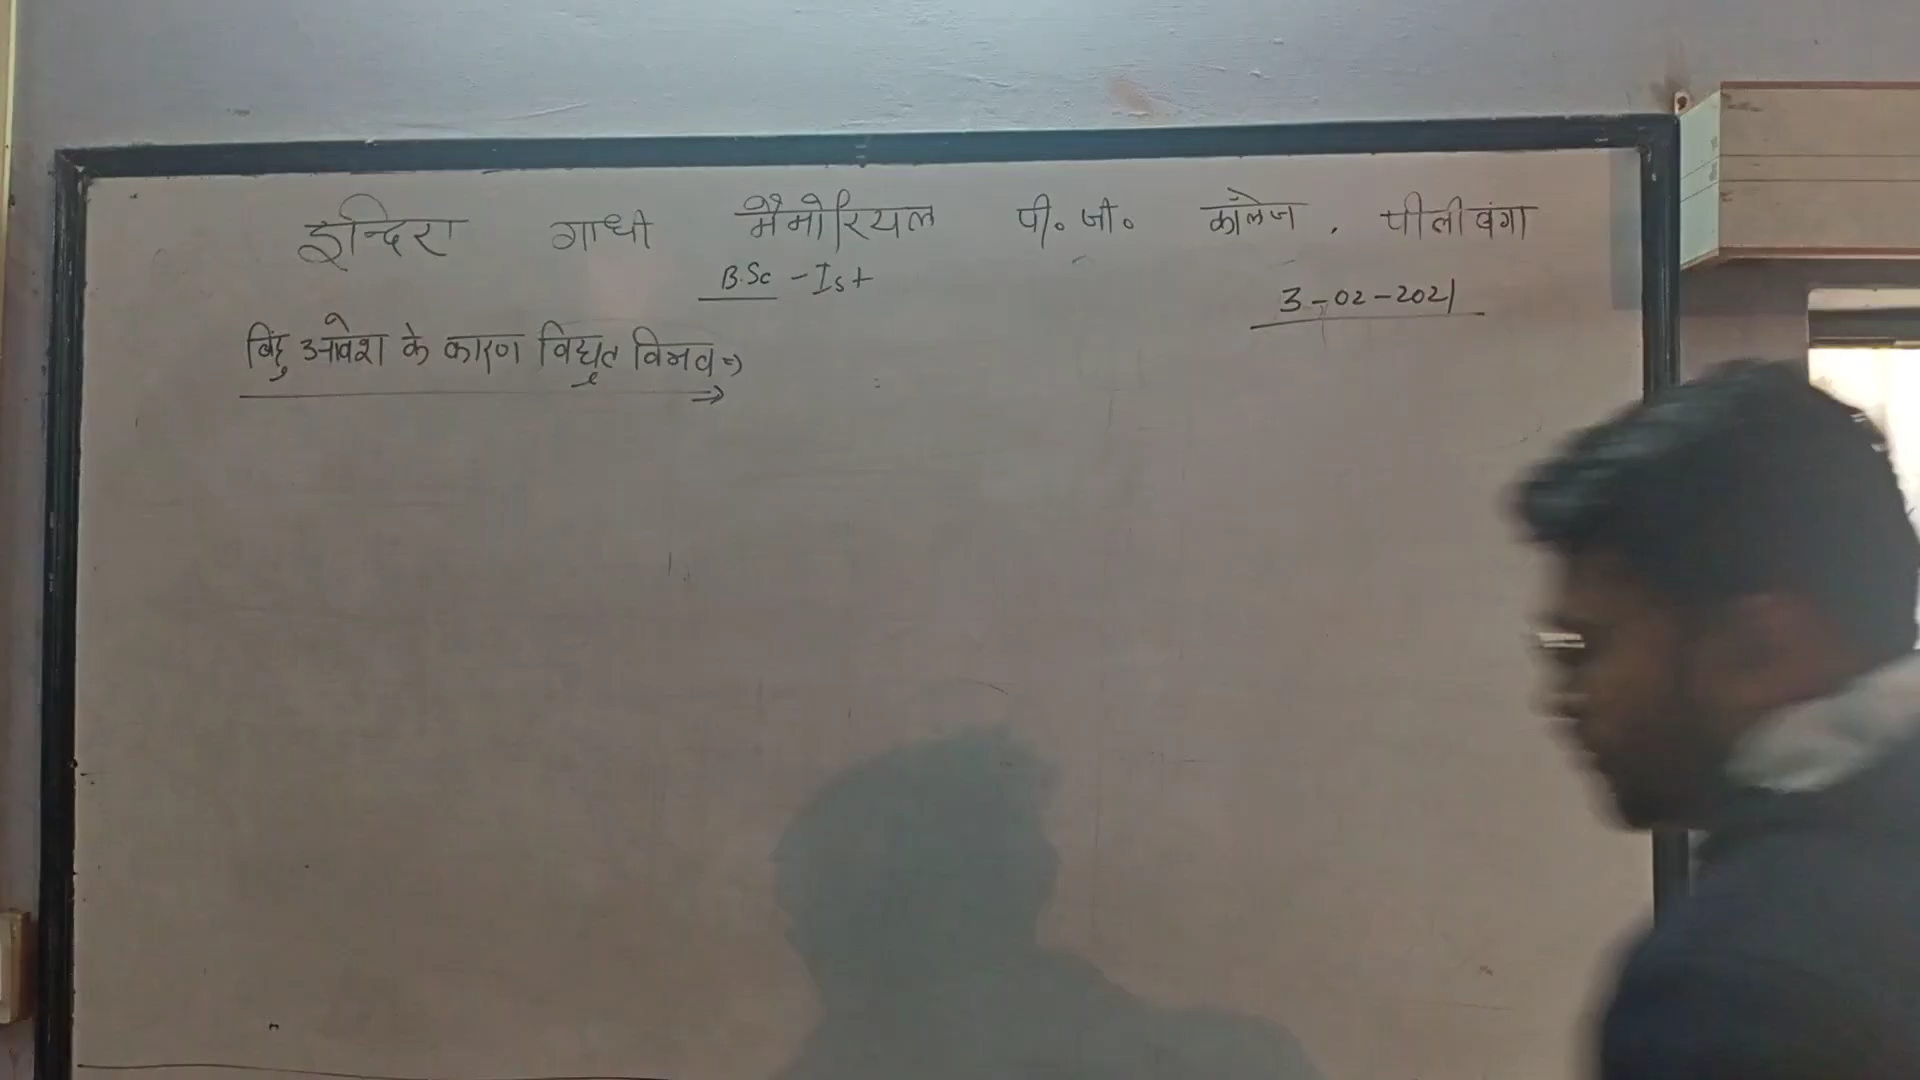 इन्दिरा गाधी मैमोरियल पी. जी. कॉलेज, पीलीबंगा
B.Sc - Ist
3-02-2021
बिंदु आवेश के कारण विद्युत विभव ⇒